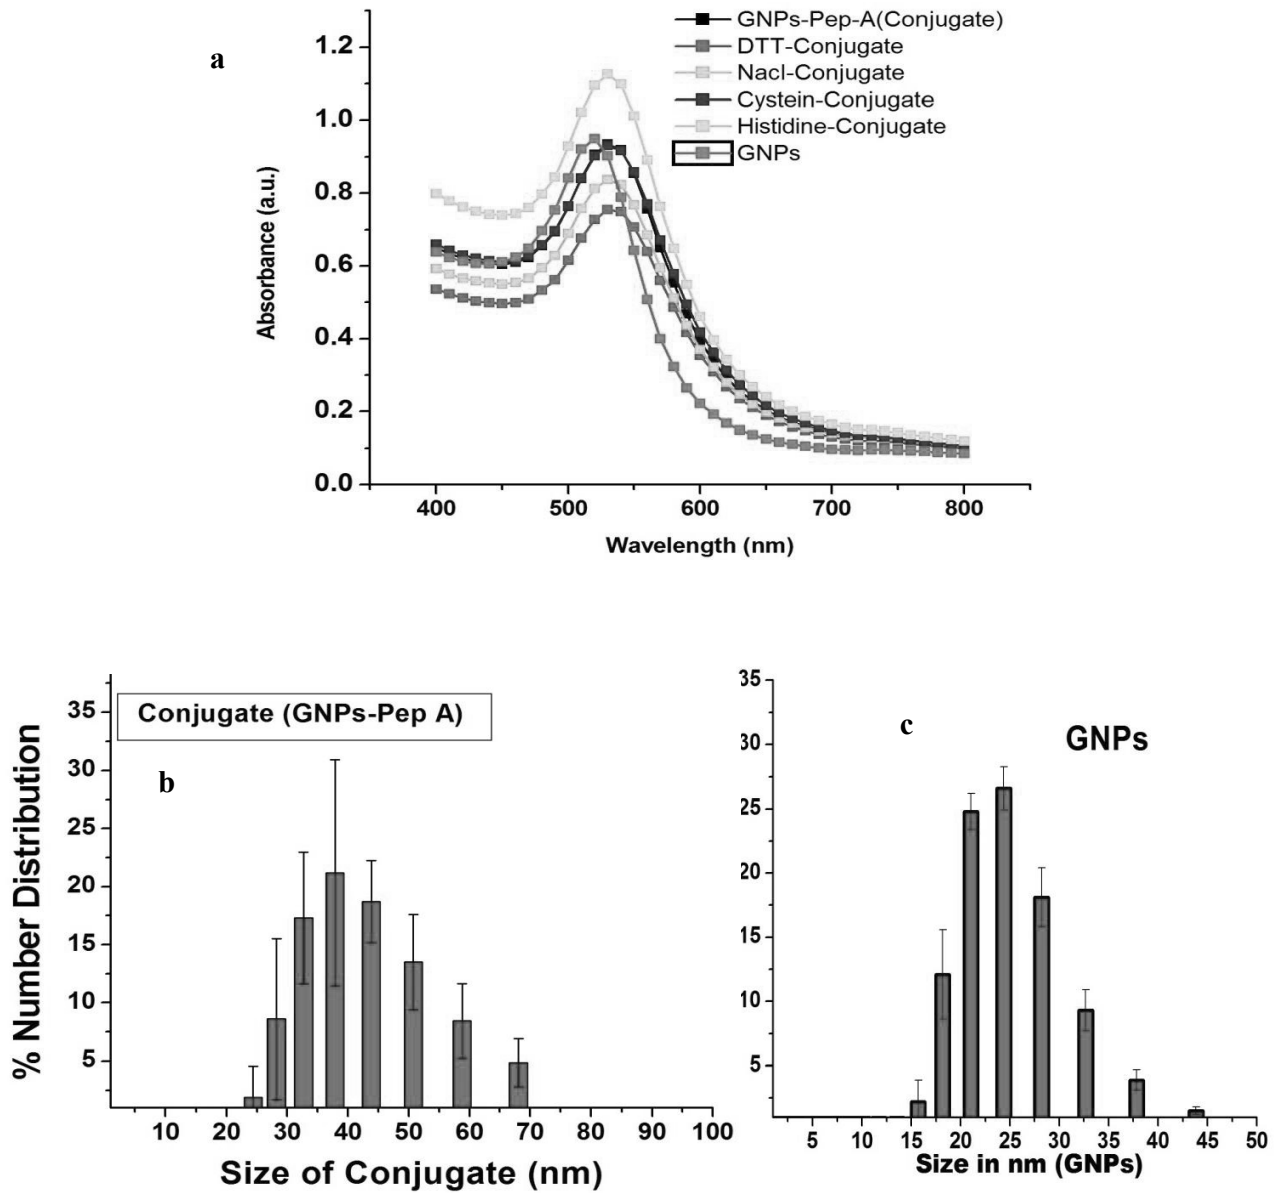 a
GNPs-Pep-A(Conjugate)
DTT-Conjugate
Nacl-Conjugate
Cystein-Conjugate
Histidine-Conjugate
GNPs
Absorbance (a.u.)
1.2
1.0
0.8
0.6
0.4
0.2
0.0
400 500 600 700 800
Wavelength (nm)
Conjugate (GNPs-Pep A)
b
% Number Distribution
35
30
25
20
15
10
5
10 20 30 40 50 60 70 80 90 100
Size of Conjugate (nm)
c
GNPs
35
30
25
20
15
10
5
5 10 15 20 25 30 35 40 45 50
Size in nm (GNPs)